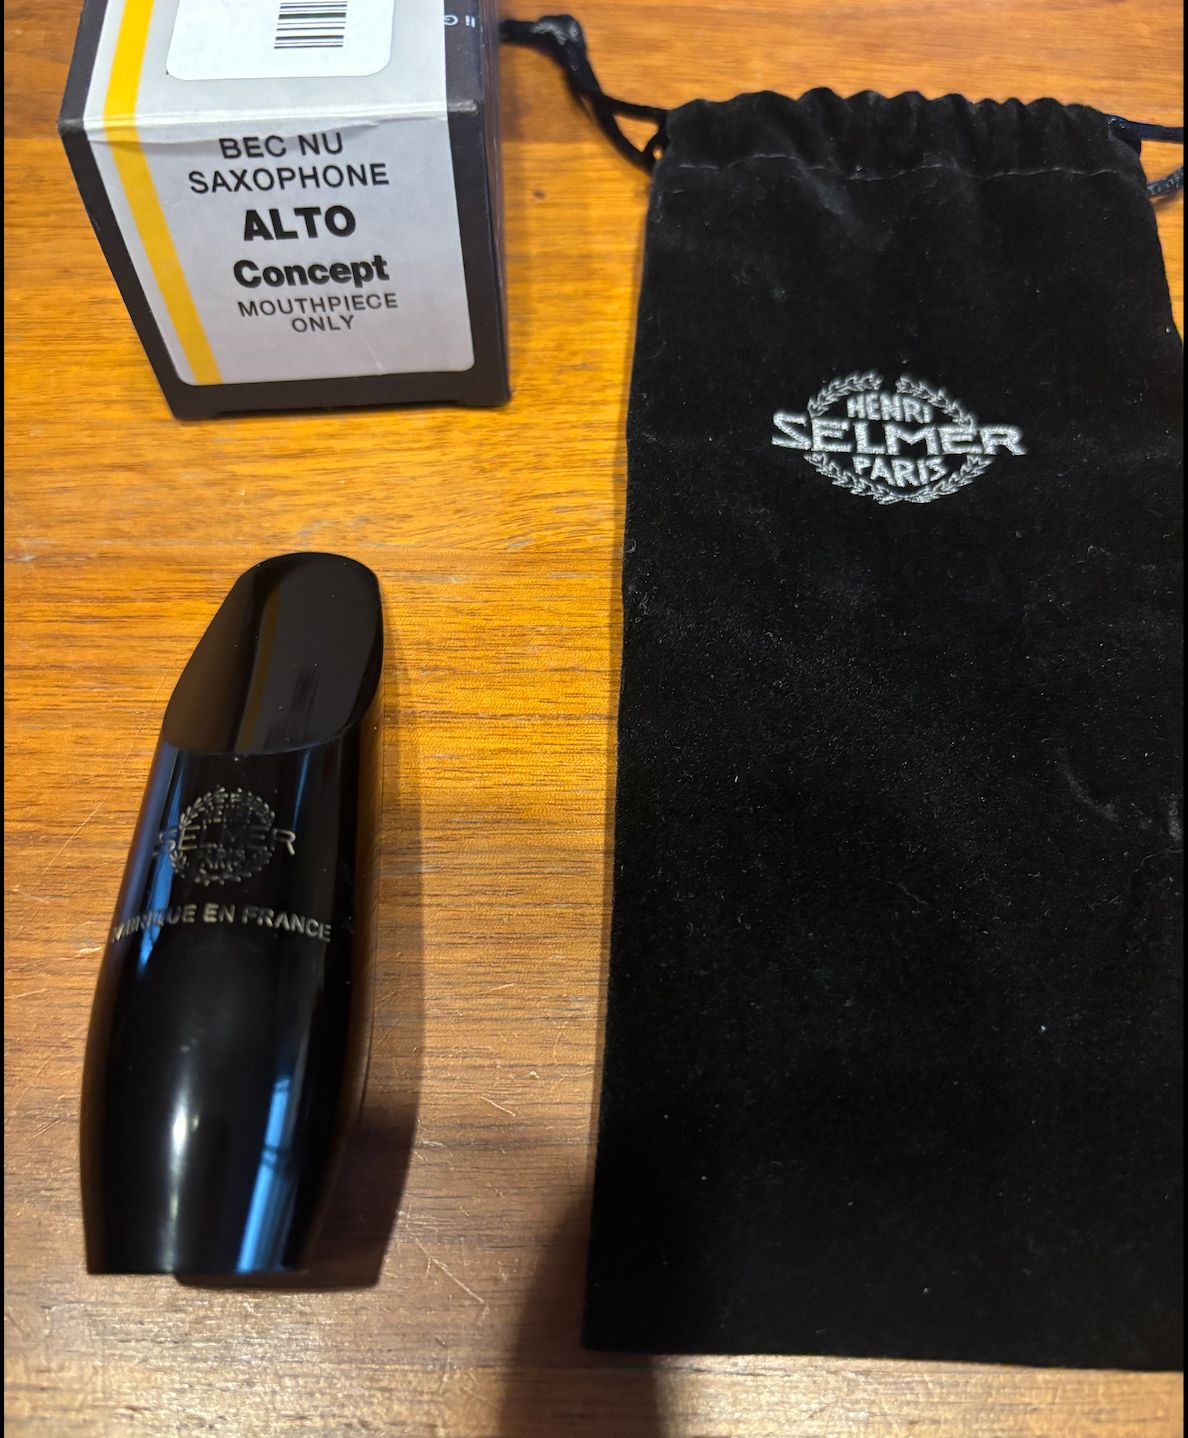 BEC NU
SAXOPHONE
ALTO
Concept
MOUTHPIECE
ONLY
HENRI
SELMER
PARIS
SELMER
PARIS
EN FRANCE